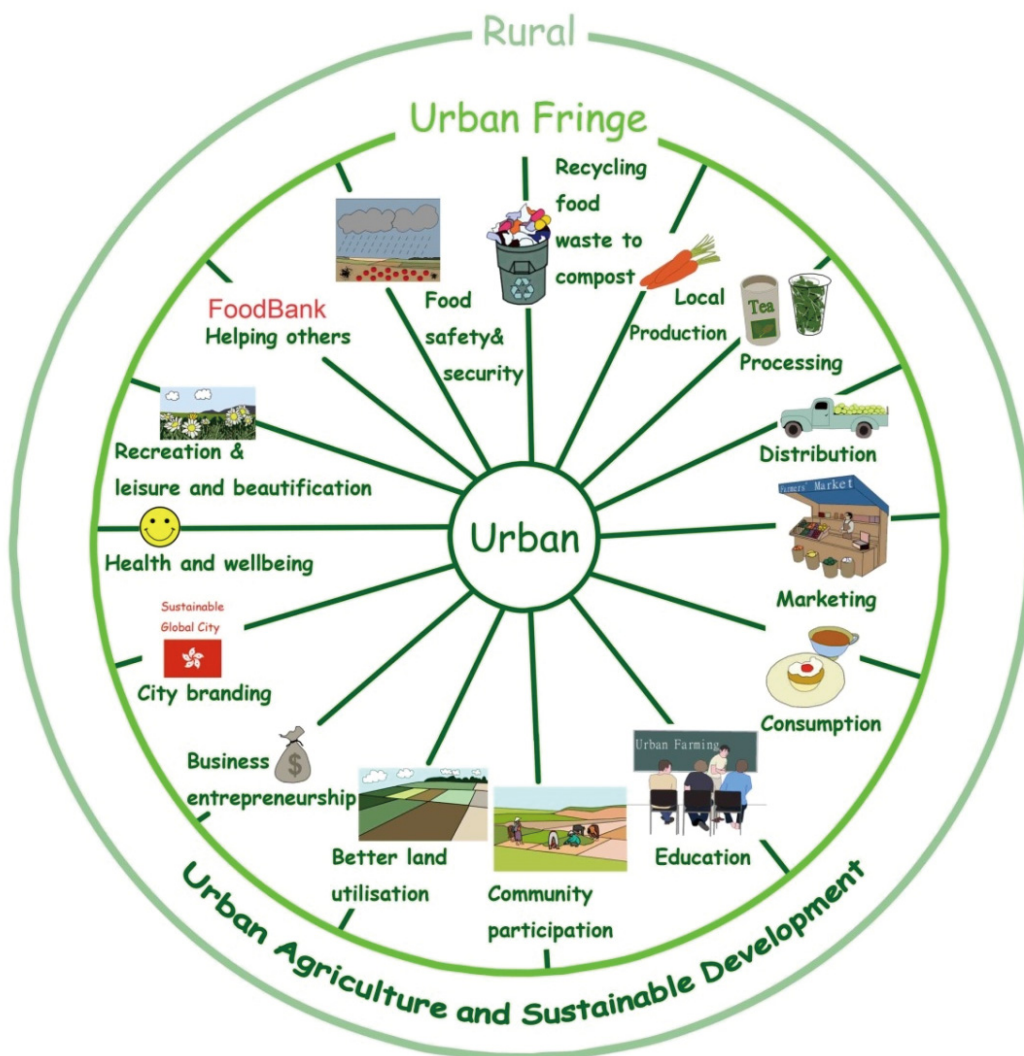 Rural
Urban Fringe
Recycling
food
waste to
compost
Local
Production
Tea
Processing
Distribution
Farmers' Market
Marketing
Consumption
Urban Farming
Education
Community
participation
Better land
utilisation
Business
$
entrepreneurship
Sustainable
Global City
City branding
Health and wellbeing
Recreation &
leisure and beautification
FoodBank
Helping others
Food
safety&
security
Urban
Urban Agriculture and Sustainable Development